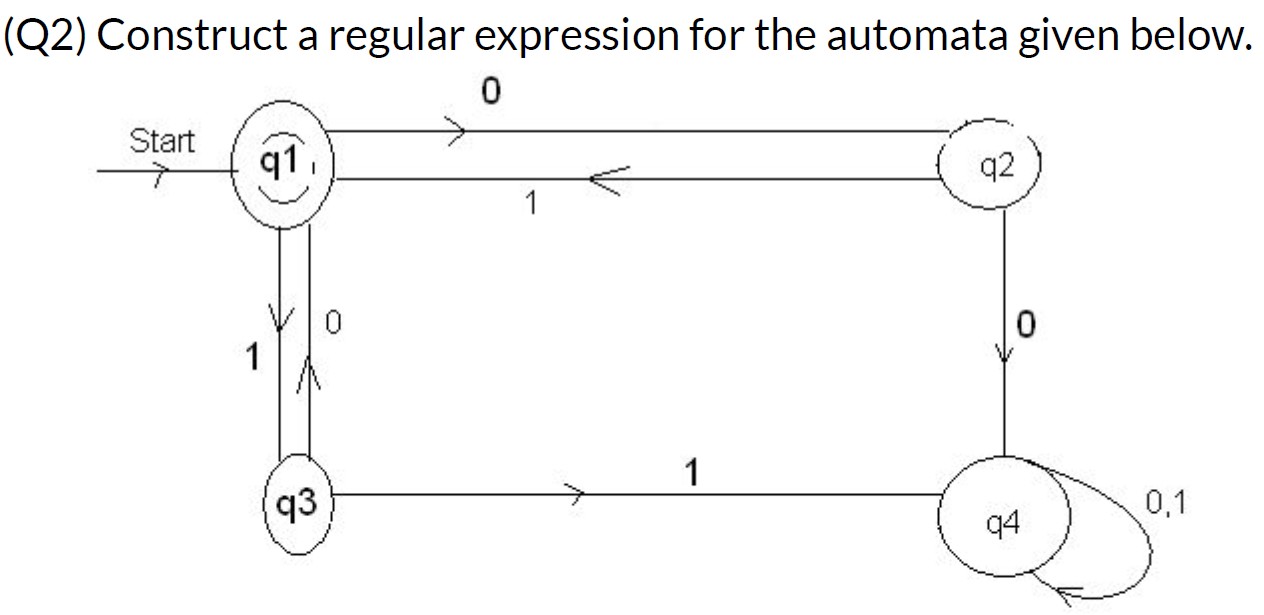 (Q2) Construct a regular expression for the automata given below.
0
Start
q1
q2
1
0
0
1
1
q3
0,1
q4